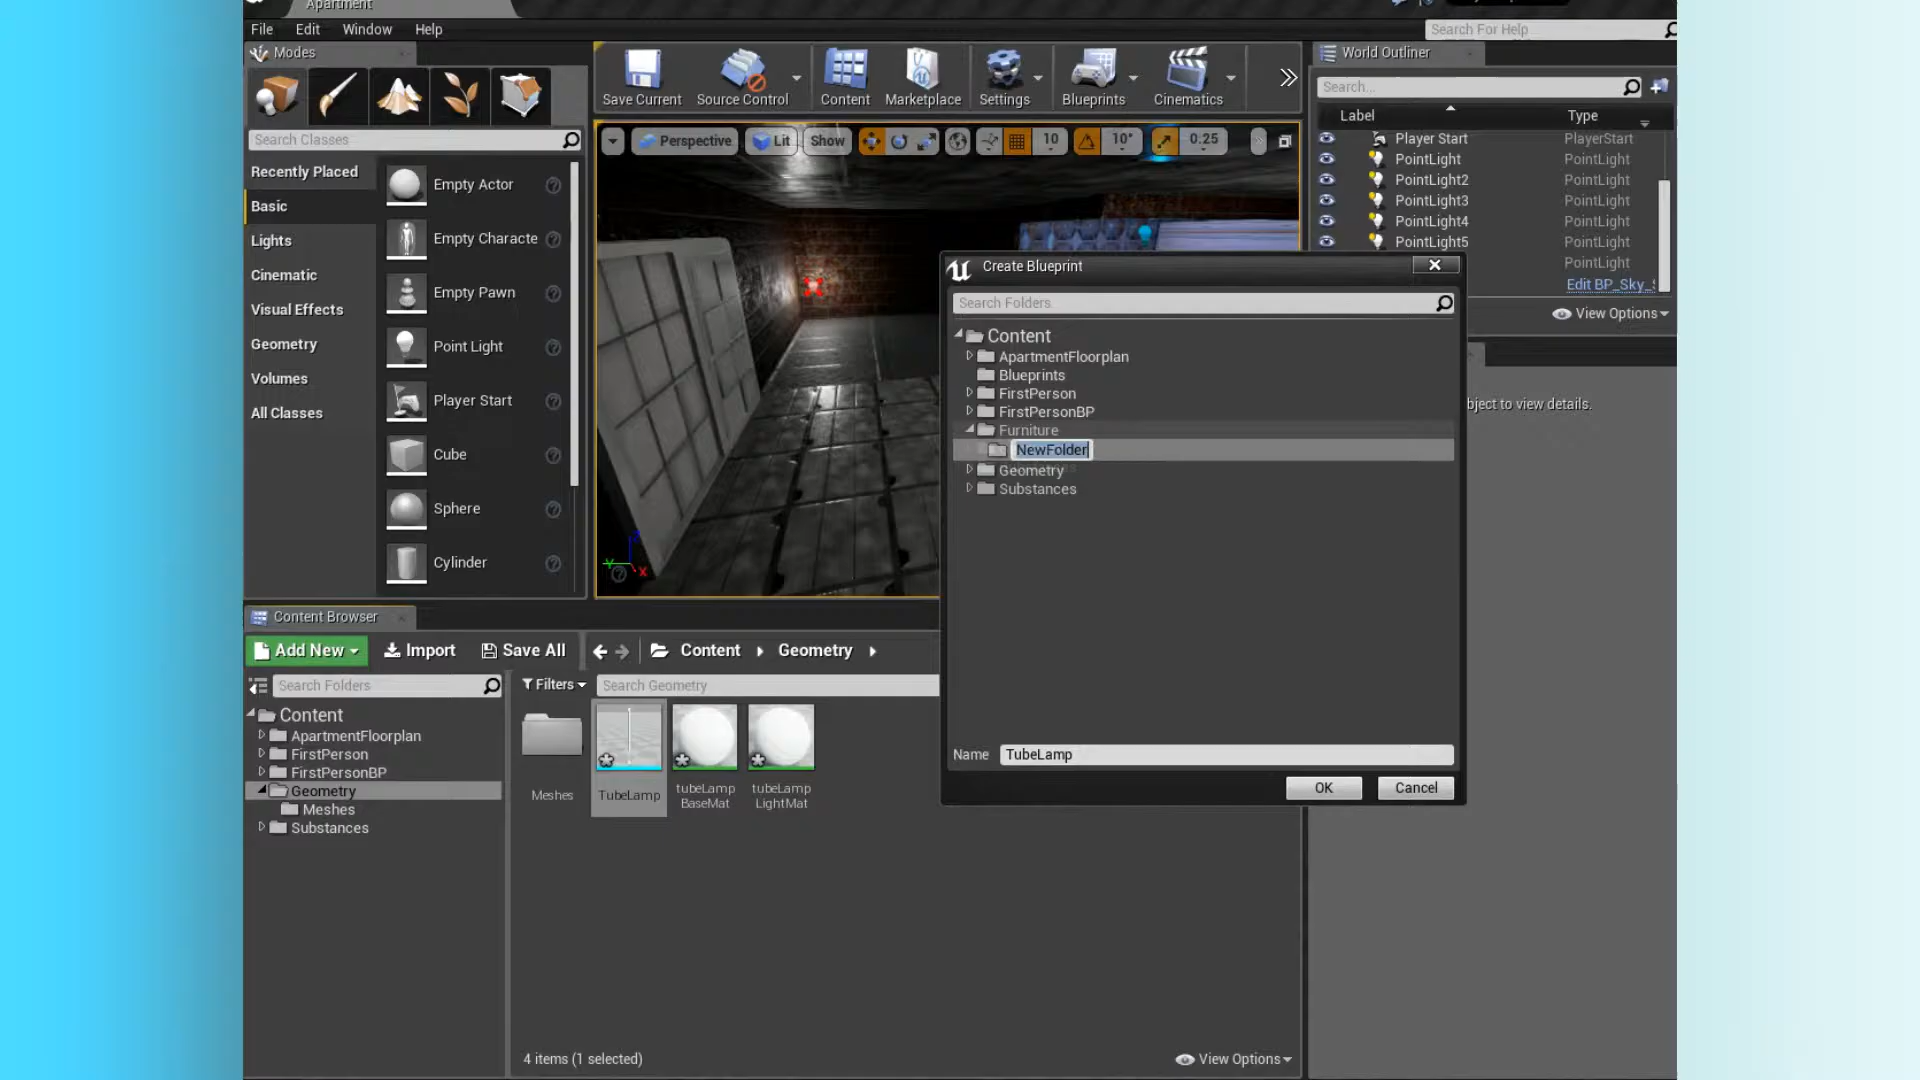 Apartment
File Edit Window Help
Search For Help
Modes
Save Current
Source Control
Content
Marketplace
Settings
Blueprints
Cinematics
World Outliner
Search...
Label Type
Search Classes
Perspective
Lit
Show
10
10°
0.25
Player Start PlayerStart
PointLight PointLight
PointLight2 PointLight
PointLight3 PointLight
PointLight4 PointLight
PointLight5 PointLight
PointLight
Edit BP_Sky_S
View Options
Recently Placed
Basic
Lights
Cinematic
Visual Effects
Geometry
Volumes
All Classes
Empty Actor
Empty Characte
Empty Pawn
Point Light
Player Start
Cube
Sphere
Cylinder
Create Blueprint
Search Folders
Content
ApartmentFloorplan
Blueprints
FirstPerson
FirstPersonBP
Furniture
NewFolder
Geometry
Substances
Name TubeLamp
OK Cancel
bject to view details.
Content Browser
Add New Import Save All Content Geometry
Search Folders
Filters
Search Geometry
Content
ApartmentFloorplan
FirstPerson
FirstPersonBP
Geometry
Meshes
Substances
Meshes
TubeLamp
tubeLamp
BaseMat
tubeLamp
LightMat
4 items (1 selected)
View Options